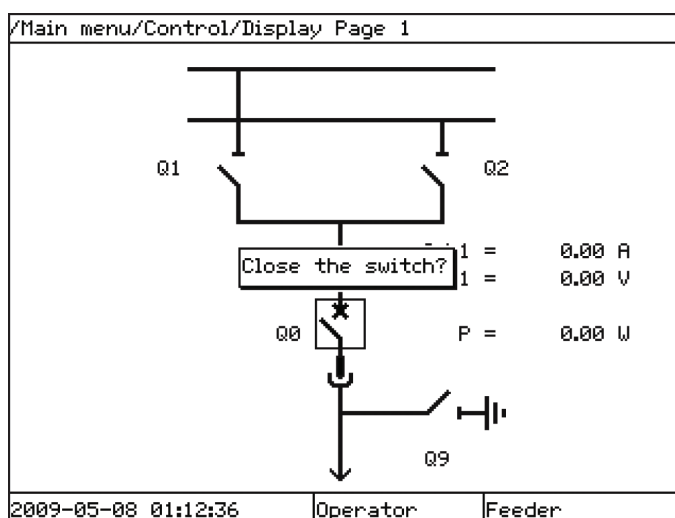 /Main menu/Control/Display Page 1
Q1
Q2
1 = 0.00 A
Close the switch?
1 = 0.00 V
Q0
P = 0.00 W
Q9
2009-05-08 01:12:36 Operator Feeder